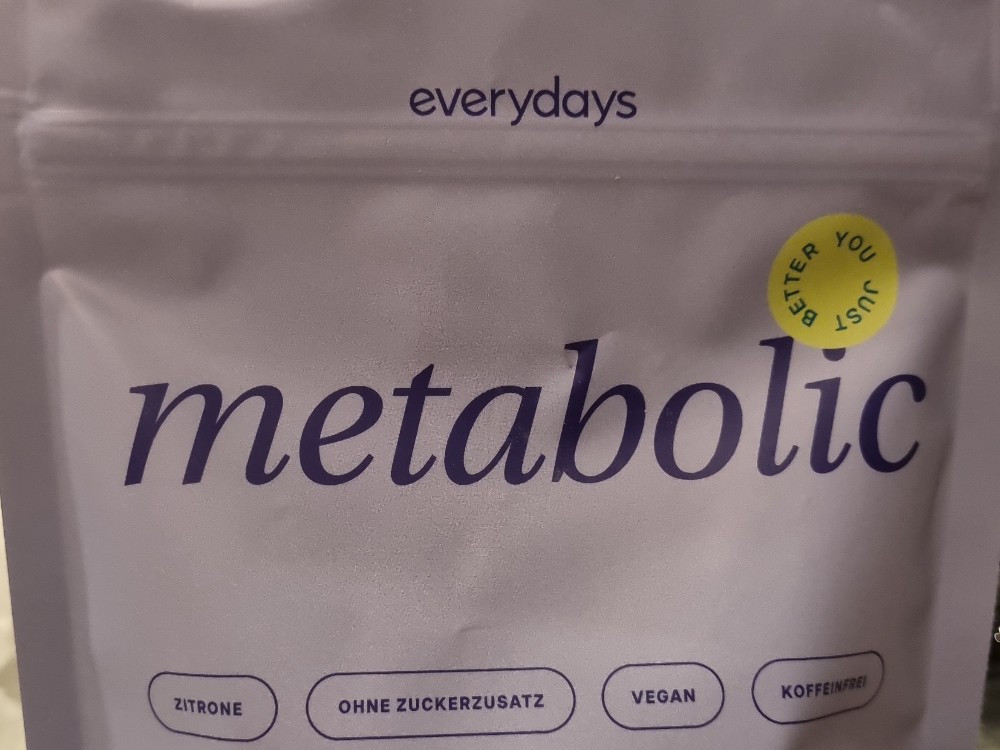 everydays
YOU JUST BETTER
metabolic
ZITRONE
OHNE ZUCKERZUSATZ
VEGAN
KOFFEINFREI